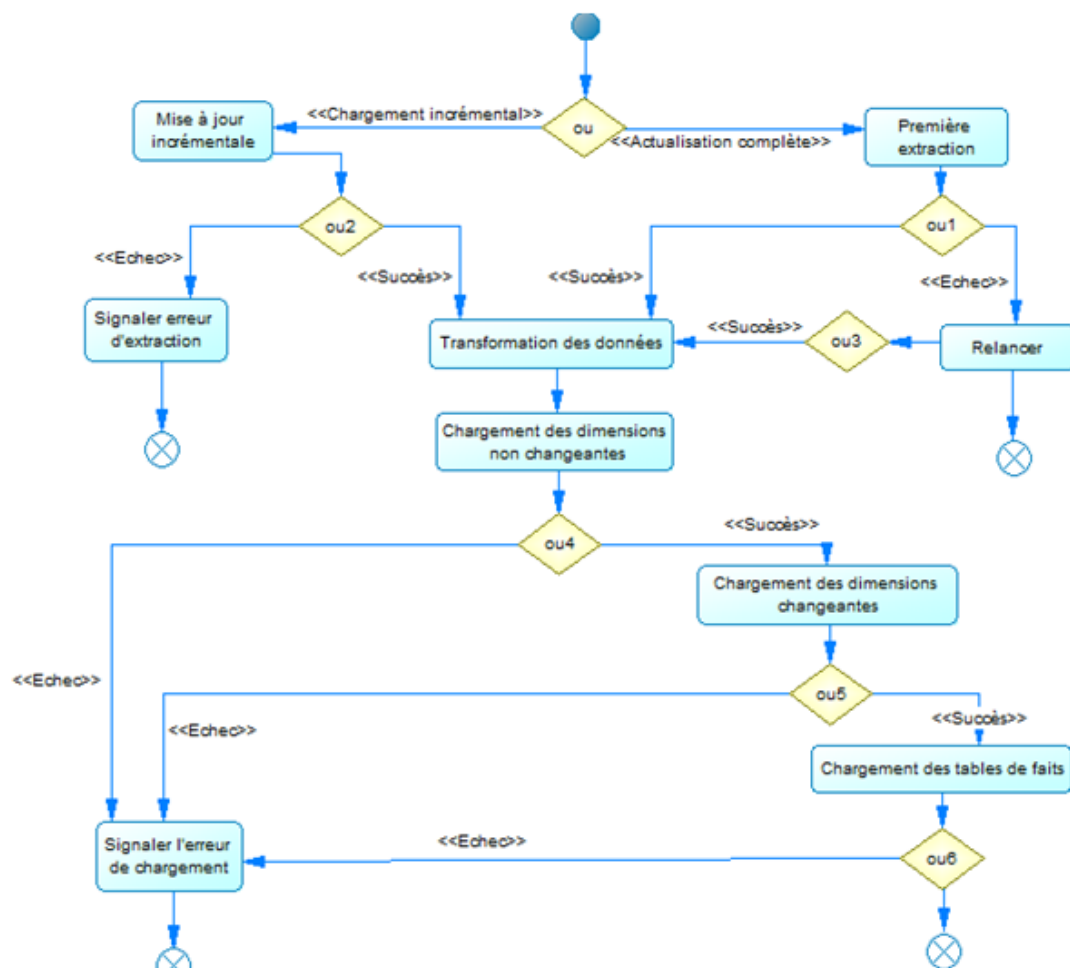 <<Chargement incrémental>>
Mise à jour
incrémentale
ou
<<Actualisation complète>>
Première
extraction
ou2
ou1
<<Echec>>
<<Succès>>
<<Succès>>
<<Echec>>
Signaler erreur
d'extraction
Transformation des données
<<Succès>>
ou3
Relancer
Chargement des dimensions
non changeantes
ou4
<<Succès>>
Chargement des dimensions
changeantes
<<Echec>>
ou5
<<Echec>>
<<Succès>>
Chargement des tables de faits
Signaler l'erreur
de chargement
<<Echec>>
ou6